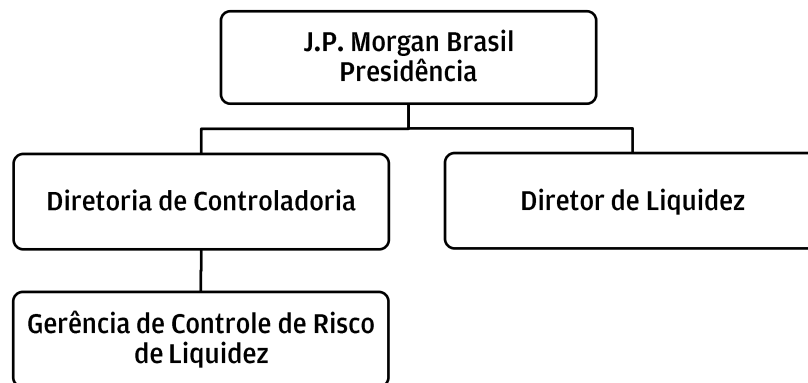 J.P. Morgan Brasil
Presidência
Diretoria de Controladoria
Diretor de Liquidez
Gerência de Controle de Risco
de Liquidez